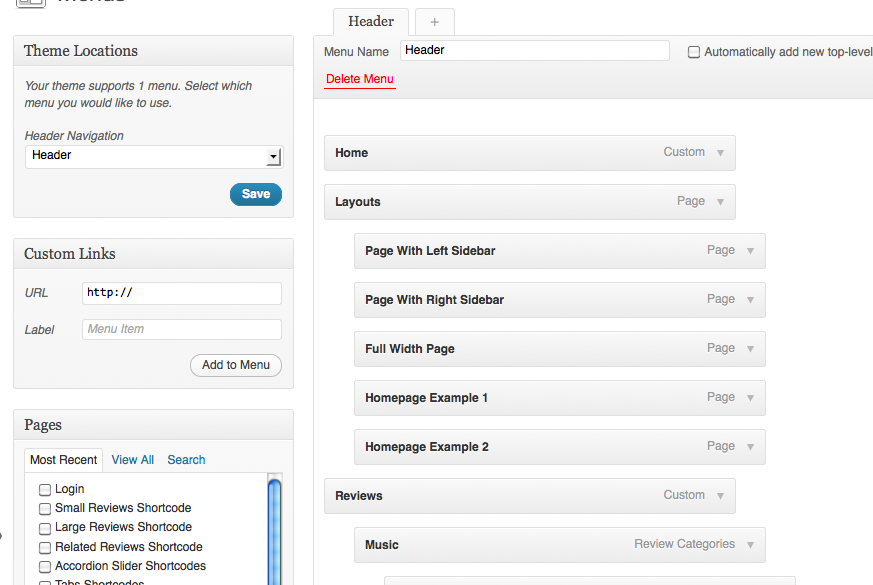 Menus
Theme Locations
Your theme supports 1 menu. Select which
menu you would like to use.
Header Navigation
Header
Save
Custom Links
URL http://
Label Menu Item
Add to Menu
Pages
Most Recent View All Search
Login
Small Reviews Shortcode
Large Reviews Shortcode
Related Reviews Shortcode
Accordion Slider Shortcodes
Tabs Shortcodes
Header +
Menu Name Header Automatically add new top-level
Delete Menu
Home Custom
Layouts Page
Page With Left Sidebar Page
Page With Right Sidebar Page
Full Width Page Page
Homepage Example 1 Page
Homepage Example 2 Page
Reviews Custom
Music Review Categories